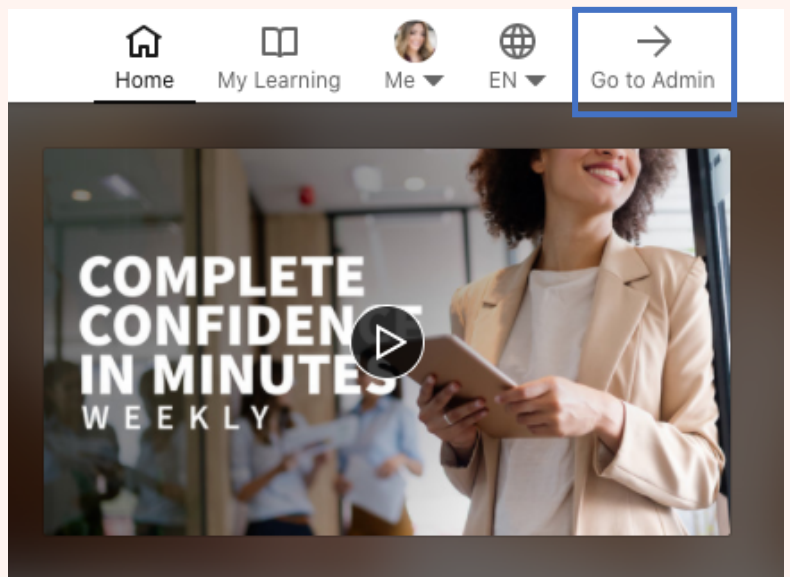 Home My Learning Me EN Go to Admin
COMPLETE
CONFIDENCE
IN MINUTES
WEEKLY